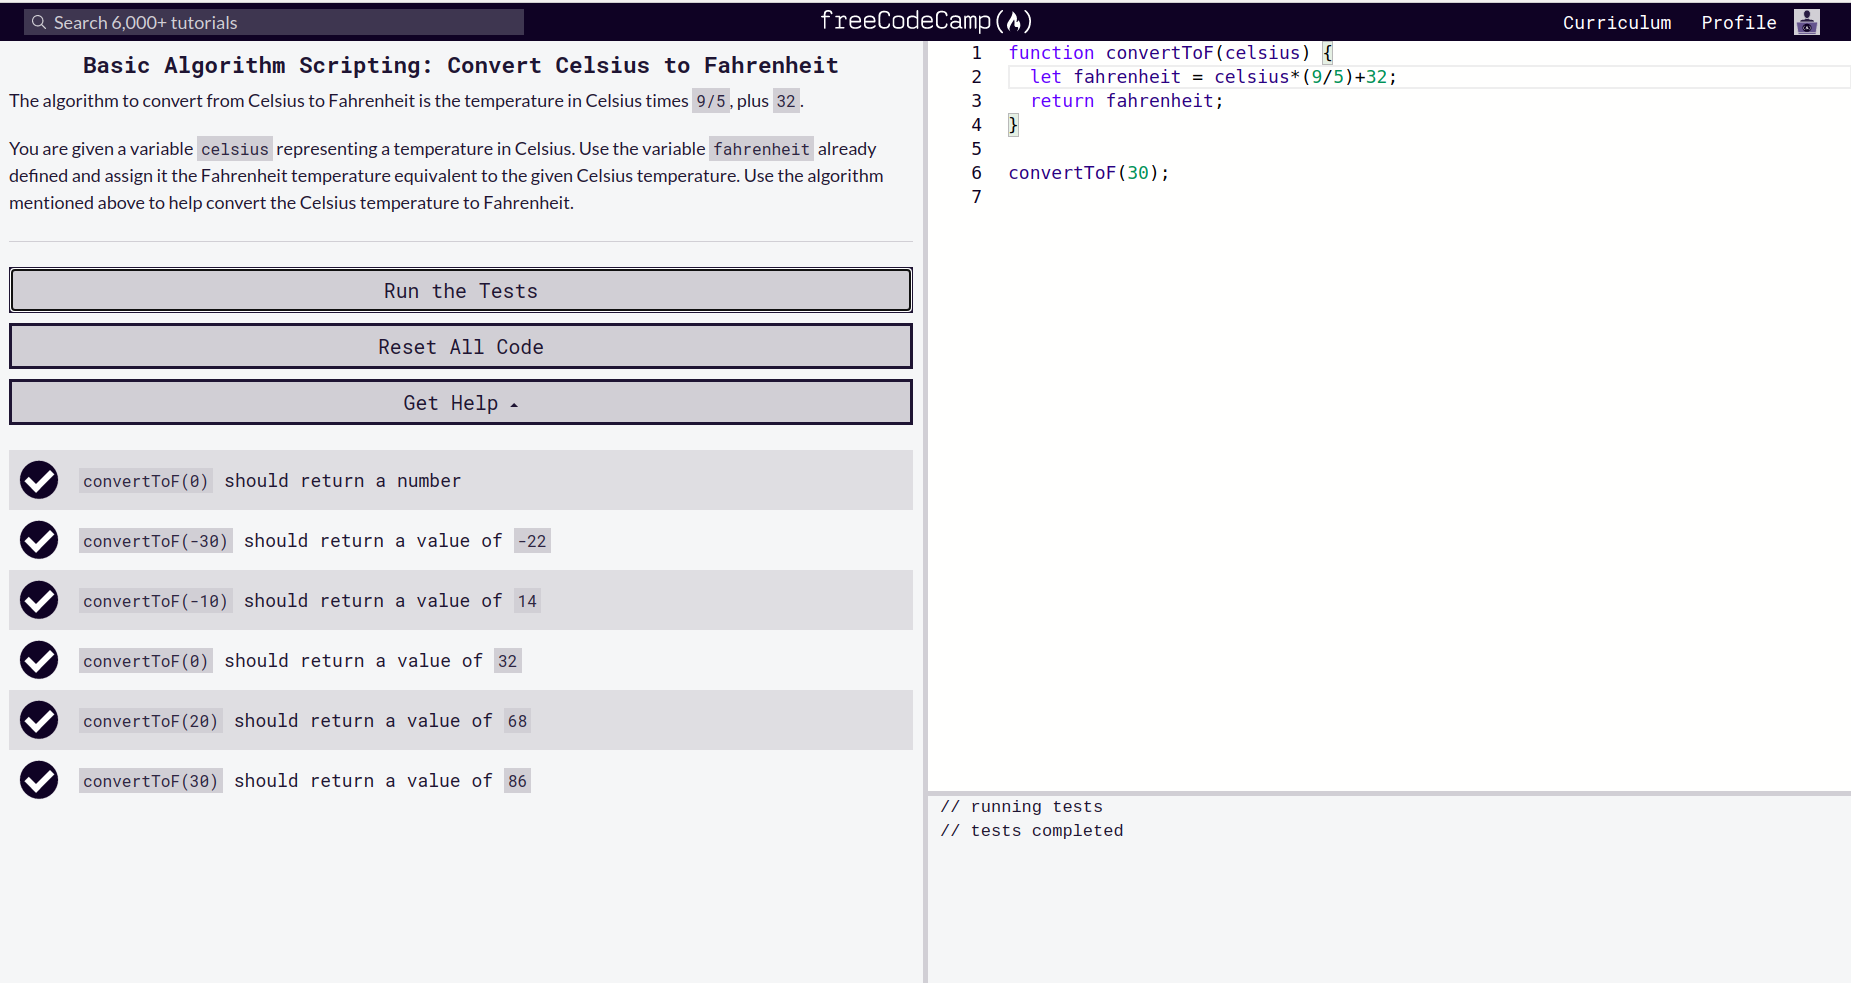 Search 6,000+ tutorials
freeCodeCamp
Curriculum
Profile
Basic Algorithm Scripting: Convert Celsius to Fahrenheit
The algorithm to convert from Celsius to Fahrenheit is the temperature in Celsius times 9/5, plus 32.
You are given a variable celsius representing a temperature in Celsius. Use the variable fahrenheit already
defined and assign it the Fahrenheit temperature equivalent to the given Celsius temperature. Use the algorithm
mentioned above to help convert the Celsius temperature to Fahrenheit.
Run the Tests
Reset All Code
Get Help
convertToF(0) should return a number
convertToF(-30) should return a value of -22
convertToF(-10) should return a value of 14
convertToF(0) should return a value of 32
convertToF(20) should return a value of 68
convertToF(30) should return a value of 86
1 function convertToF(celsius) {
2 let fahrenheit = celsius*(9/5)+32;
3 return fahrenheit;
4 }
5
6 convertToF(30);
7
// running tests
// tests completed